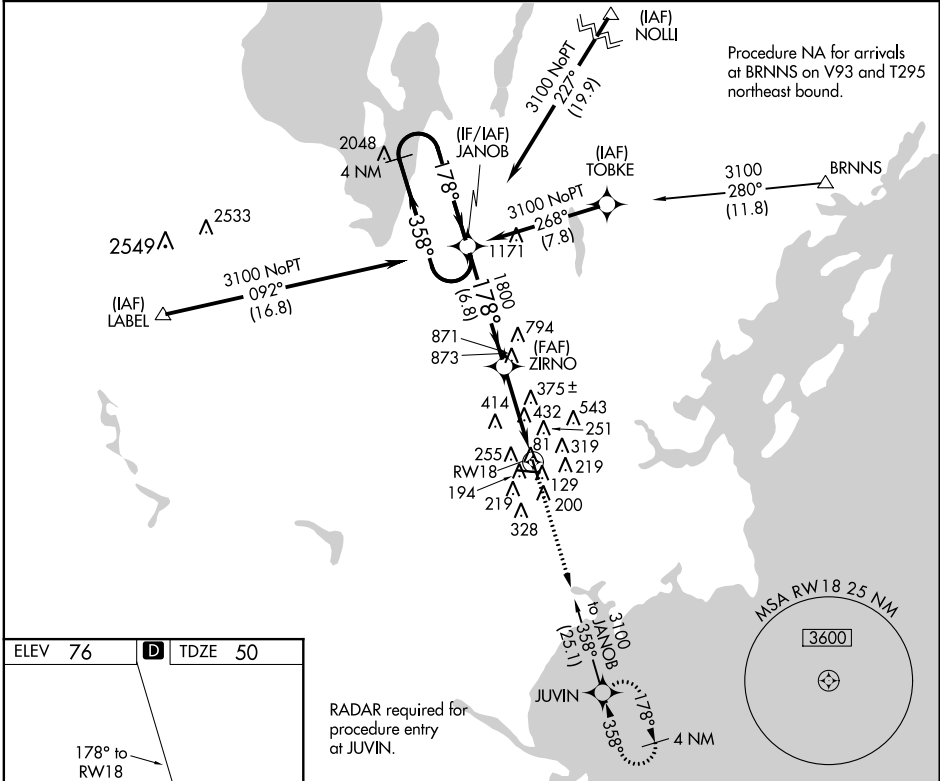 (IAF)
NOLLI
Procedure NA for arrivals
at BRNNS on V93 and T295
northeast bound.
3100 NoPT
227°
(19.9)
2048
4 NM
(IF/IAF)
JANOB
178°
358°
(IAF)
TOBKE
3100
280°
(11.8)
BRNNS
3100 NoPT
268°
(7.8)
1171
2549
2533
3100 NoPT
092°
(16.8)
(IAF)
LABEL
1800
178°
(6.8)
871
873
794
(FAF)
ZIRNO
375 ±
414
432
543
251
81
319
255
RW18
219
194
129
219
200
328
MSA RW18 25 NM
3600
3100
to JANOB
358°
(25.1)
JUVIN
178°
358°
4 NM
ELEV 76
D
TDZE 50
RADAR required for
procedure entry
at JUVIN.
178° to
RW18